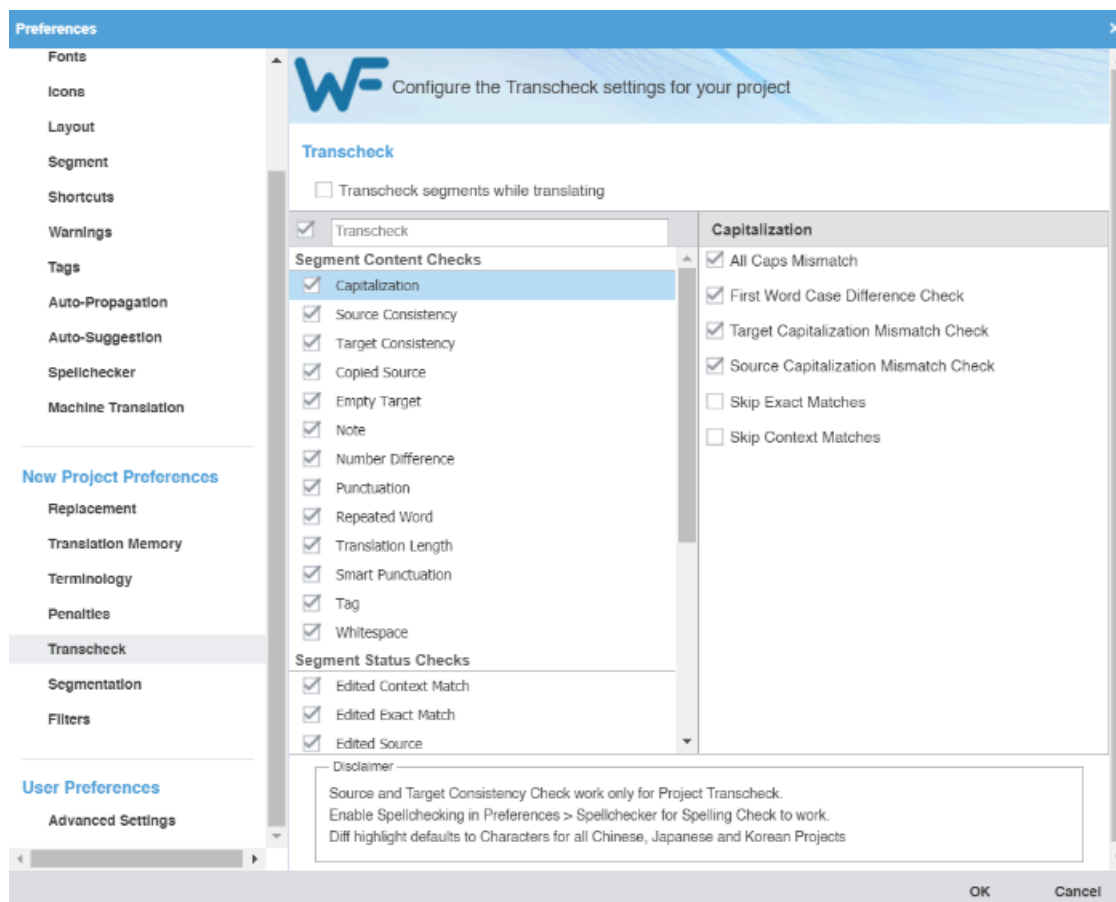 Preferences
Fonts
Icons
Layout
Segment
Shortcuts
Warnings
Tags
Auto-Propagation
Auto-Suggestion
Spellchecker
Machine Translation
New Project Preferences
Replacement
Translation Memory
Terminology
Penalties
Transcheck
Segmentation
Filters
User Preferences
Advanced Settings
WF
Configure the Transcheck settings for your project
Transcheck
Transcheck segments while translating
Transcheck
Segment Content Checks
Capitalization
Source Consistency
Target Consistency
Copied Source
Empty Target
Note
Number Difference
Punctuation
Repeated Word
Translation Length
Smart Punctuation
Tag
Whitespace
Segment Status Checks
Edited Context Match
Edited Exact Match
Edited Source
Capitalization
All Caps Mismatch
First Word Case Difference Check
Target Capitalization Mismatch Check
Source Capitalization Mismatch Check
Skip Exact Matches
Skip Context Matches
Disclaimer
Source and Target Consistency Check work only for Project Transcheck.
Enable Spellchecking in Preferences > Spellchecker for Spelling Check to work.
Diff highlight defaults to Characters for all Chinese, Japanese and Korean Projects
OK
Cancel